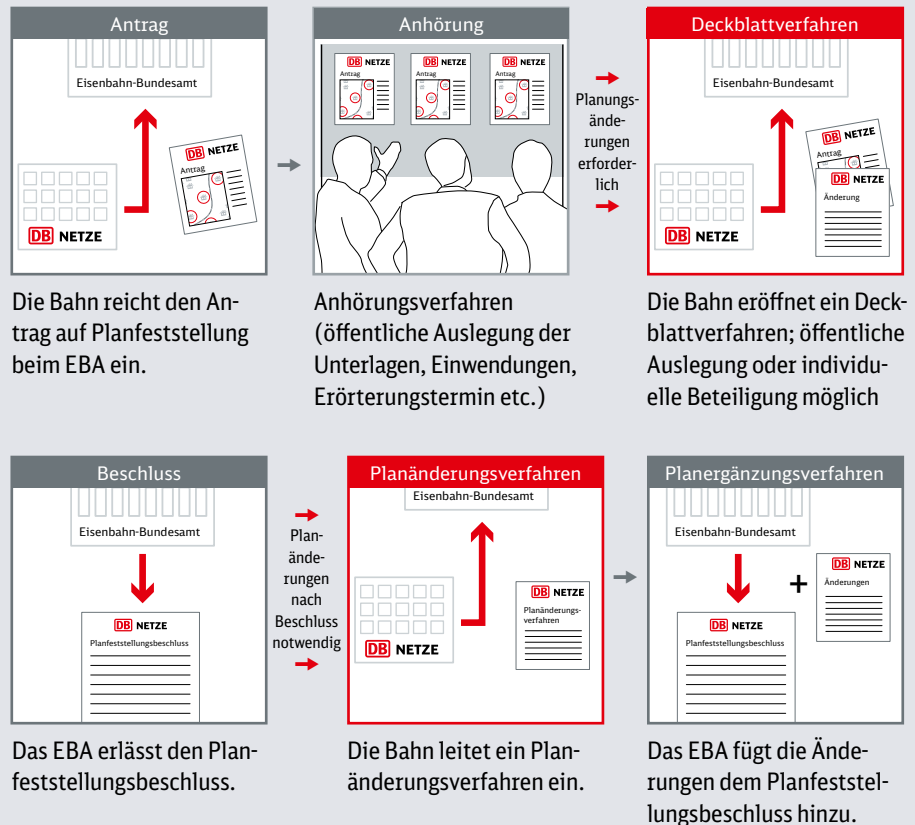 Antrag
Eisenbahn-Bundesamt
DB NETZE
Antrag
DB NETZE
Die Bahn reicht den An-
trag auf Planfeststellung
beim EBA ein.
Anhörung
DB NETZE
Antrag
DB NETZE
Antrag
DB NETZE
Antrag
Anhörungsverfahren
(öffentliche Auslegung der
Unterlagen, Einwendungen,
Erörterungstermin etc.)
Planungs-
ände-
rungen
erforder-
lich
Deckblattverfahren
Eisenbahn-Bundesamt
DB NETZE
Antrag
DB NETZE
Änderung
DB NETZE
Die Bahn eröffnet ein Deck-
blattverfahren; öffentliche
Auslegung oder individu-
elle Beteiligung möglich
Beschluss
Eisenbahn-Bundesamt
DB NETZE
Planfeststellungsbeschluss
Das EBA erlässt den Plan-
feststellungsbeschluss.
Plan-
ände-
rungen
nach
Beschluss
notwendig
Planänderungsverfahren
Eisenbahn-Bundesamt
DB NETZE
Planänderungs-
verfahren
DB NETZE
Die Bahn leitet ein Plan-
änderungsverfahren ein.
Planergänzungsverfahren
Eisenbahn-Bundesamt
+
DB NETZE
Änderungen
DB NETZE
Planfeststellungsbeschluss
Das EBA fügt die Ände-
rungen dem Planfeststel-
lungsbeschluss hinzu.